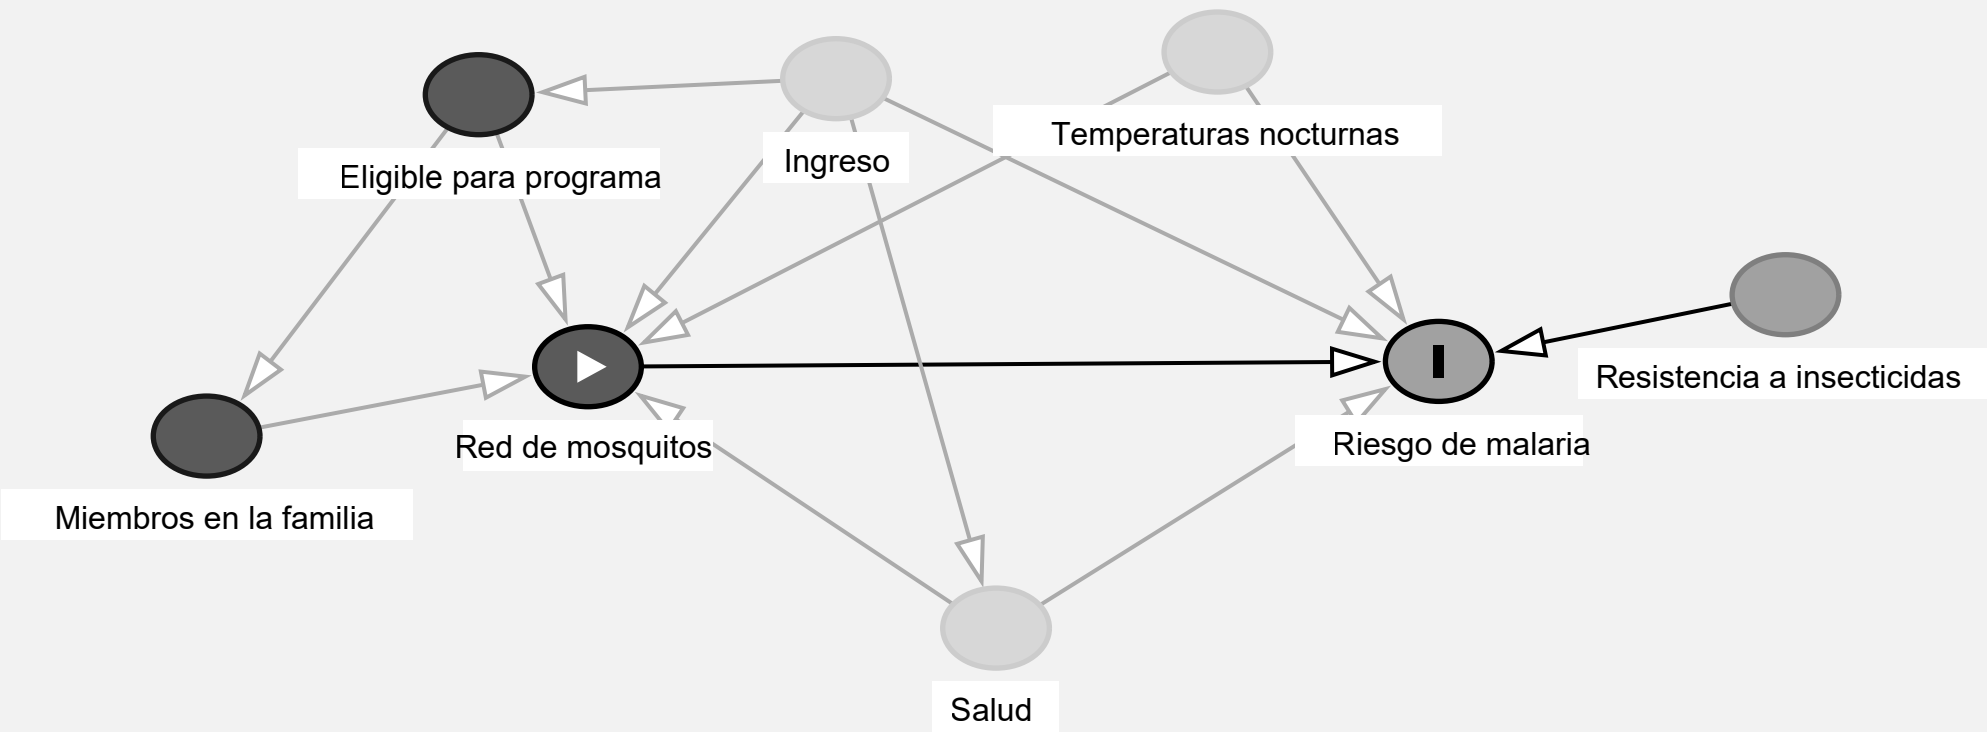 Temperaturas nocturnas
Ingreso
Eligible para programa
Resistencia a insecticidas
Red de mosquitos
Riesgo de malaria
Miembros en la familia
Salud